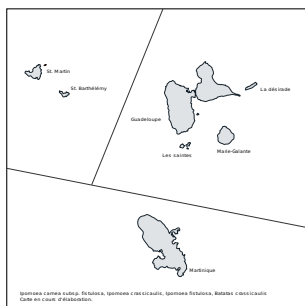 St. Martin
St. Barthélémy
La désirade
Guadeloupe
Les saintes
Marie-Galante
Martinique
Ipomoea carnea subsp. fistulosa, Ipomoea crassicaulis, Ipomoea fistulosa, Batatas crassicaulis
Carte en cours d'élaboration.